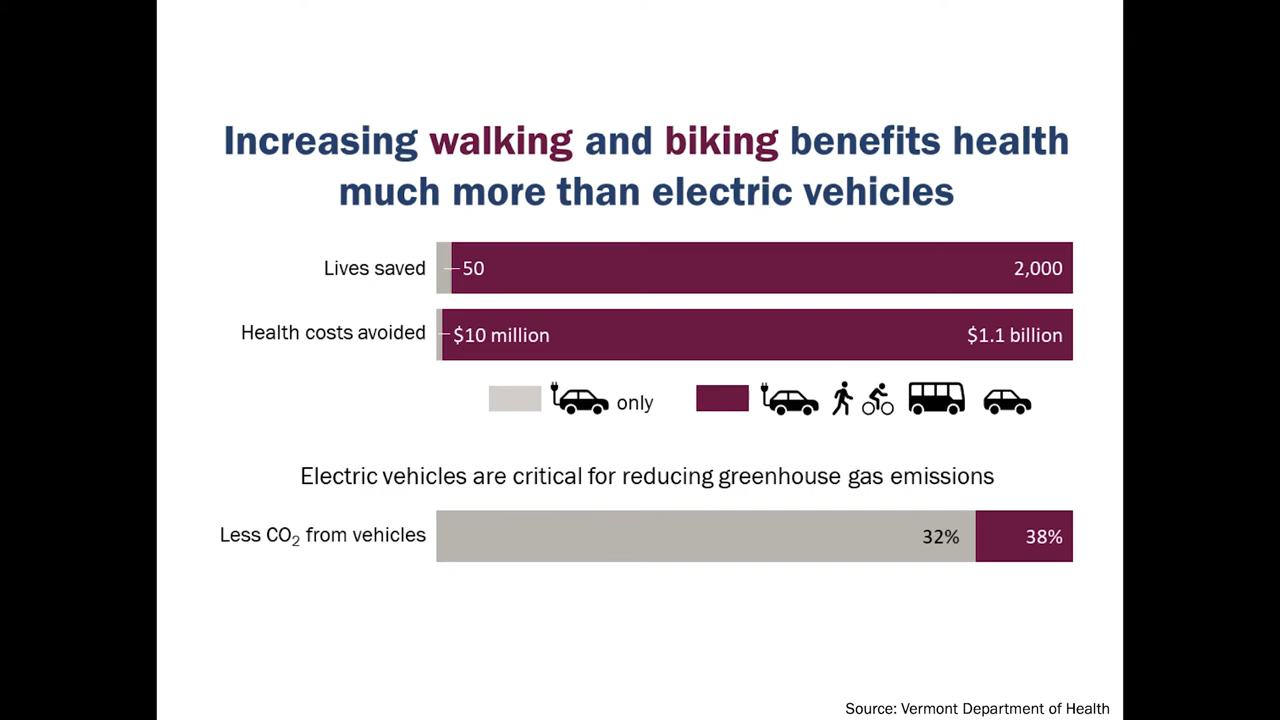 Increasing walking and biking benefits health
much more than electric vehicles
Lives saved 50 2,000
Health costs avoided $10 million $1.1 billion
only
Electric vehicles are critical for reducing greenhouse gas emissions
Less CO₂ from vehicles 32% 38%
Source: Vermont Department of Health